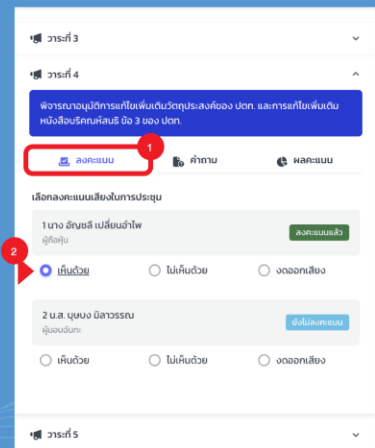 วาระที่ 3
วาระที่ 4
พิจารณาอนุมัติการแก้ไขเพิ่มเติมวัตถุประสงค์ของ ปตท. และการแก้ไขเพิ่มเติม
หนังสือบริคณห์สนธิ ข้อ 3 ของ ปตท.
1
ลงคะแนน คำถาม ผลคะแนน
เลือกลงคะแนนเสียงในการประชุม
1 นาง อัญชลี เปลี่ยนอำไพ
ลงคะแนนแล้ว
ผู้ถือหุ้น
2
เห็นด้วย ไม่เห็นด้วย งดออกเสียง
2 น.ส. บุษบง มิลาวรรณ
ยังไม่ลงคะแนน
ผู้มอบฉันทะ
เห็นด้วย ไม่เห็นด้วย งดออกเสียง
วาระที่ 5